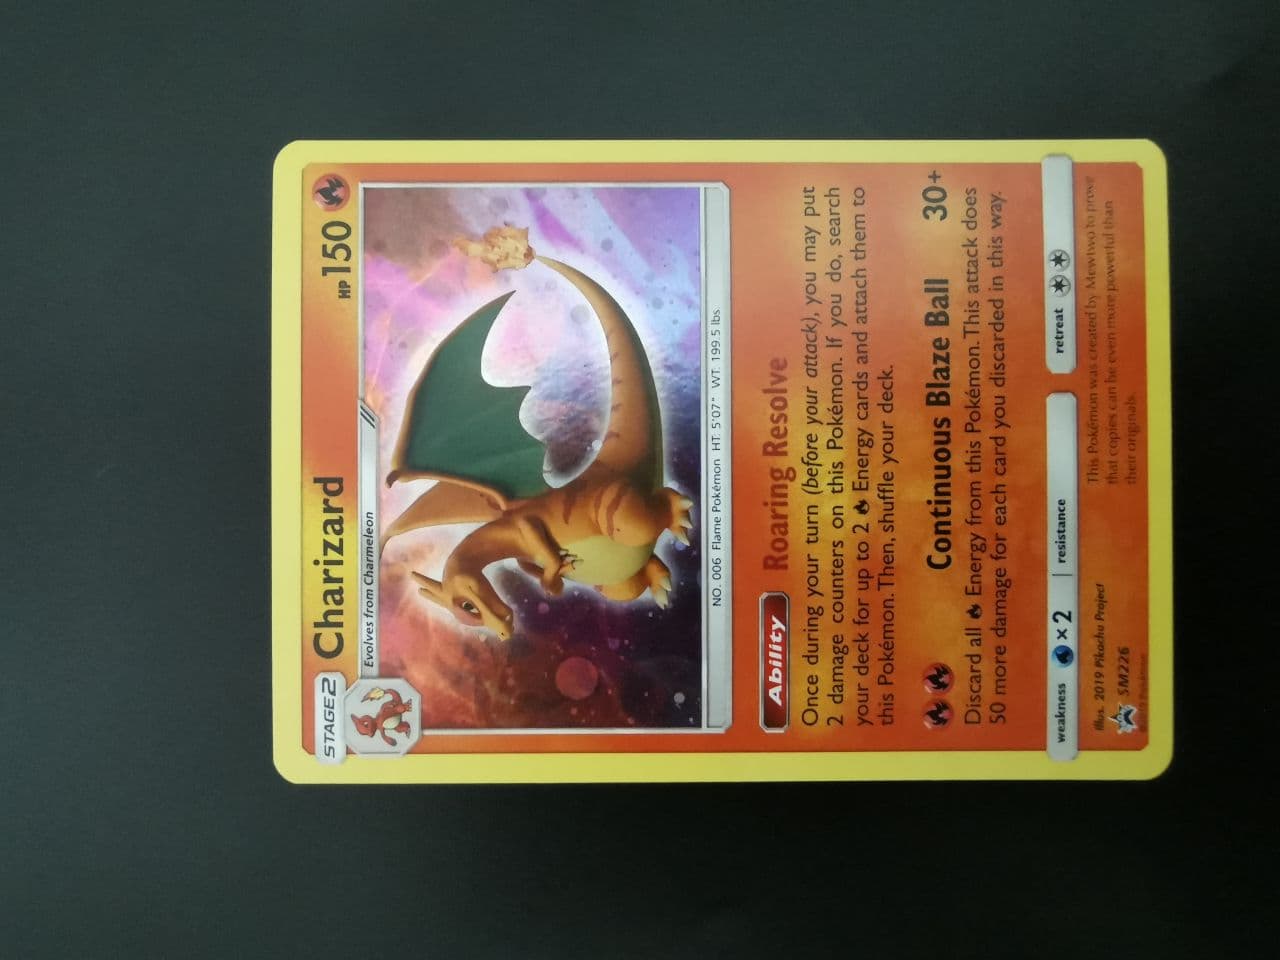 STAGE2 Charizard HP 150
Evolves from Charmeleon
NO. 006 Flame Pokémon HT: 5'07" WT: 199.5 lbs
Ability Roaring Resolve
Once during your turn (before your attack), you may put
2 damage counters on this Pokémon. If you do, search
your deck for up to 2 Energy cards and attach them to
this Pokémon. Then, shuffle your deck.
Continuous Blaze Ball 30+
Discard all Energy from this Pokémon. This attack does
50 more damage for each card you discarded in this way.
weakness ×2 resistance retreat
Illus. 2019 Pikachu Project
SM226
©2019 Pokémon
This Pokémon was created by Mewtwo to prove
that copies can be even more powerful than
their originals.